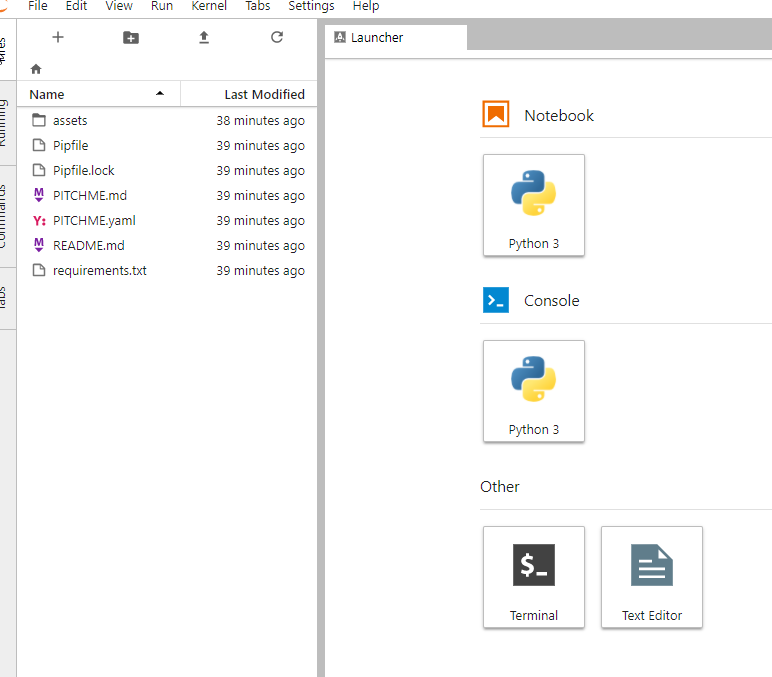 File Edit View Run Kernel Tabs Settings Help
Launcher
Running
Commands
Tabs
Name Last Modified
assets 38 minutes ago
Pipfile 39 minutes ago
Pipfile.lock 39 minutes ago
M PITCHME.md 39 minutes ago
Y: PITCHME.yaml 39 minutes ago
M README.md 39 minutes ago
requirements.txt 39 minutes ago
Notebook
Python 3
Console
Python 3
Other
$_
Terminal Text Editor